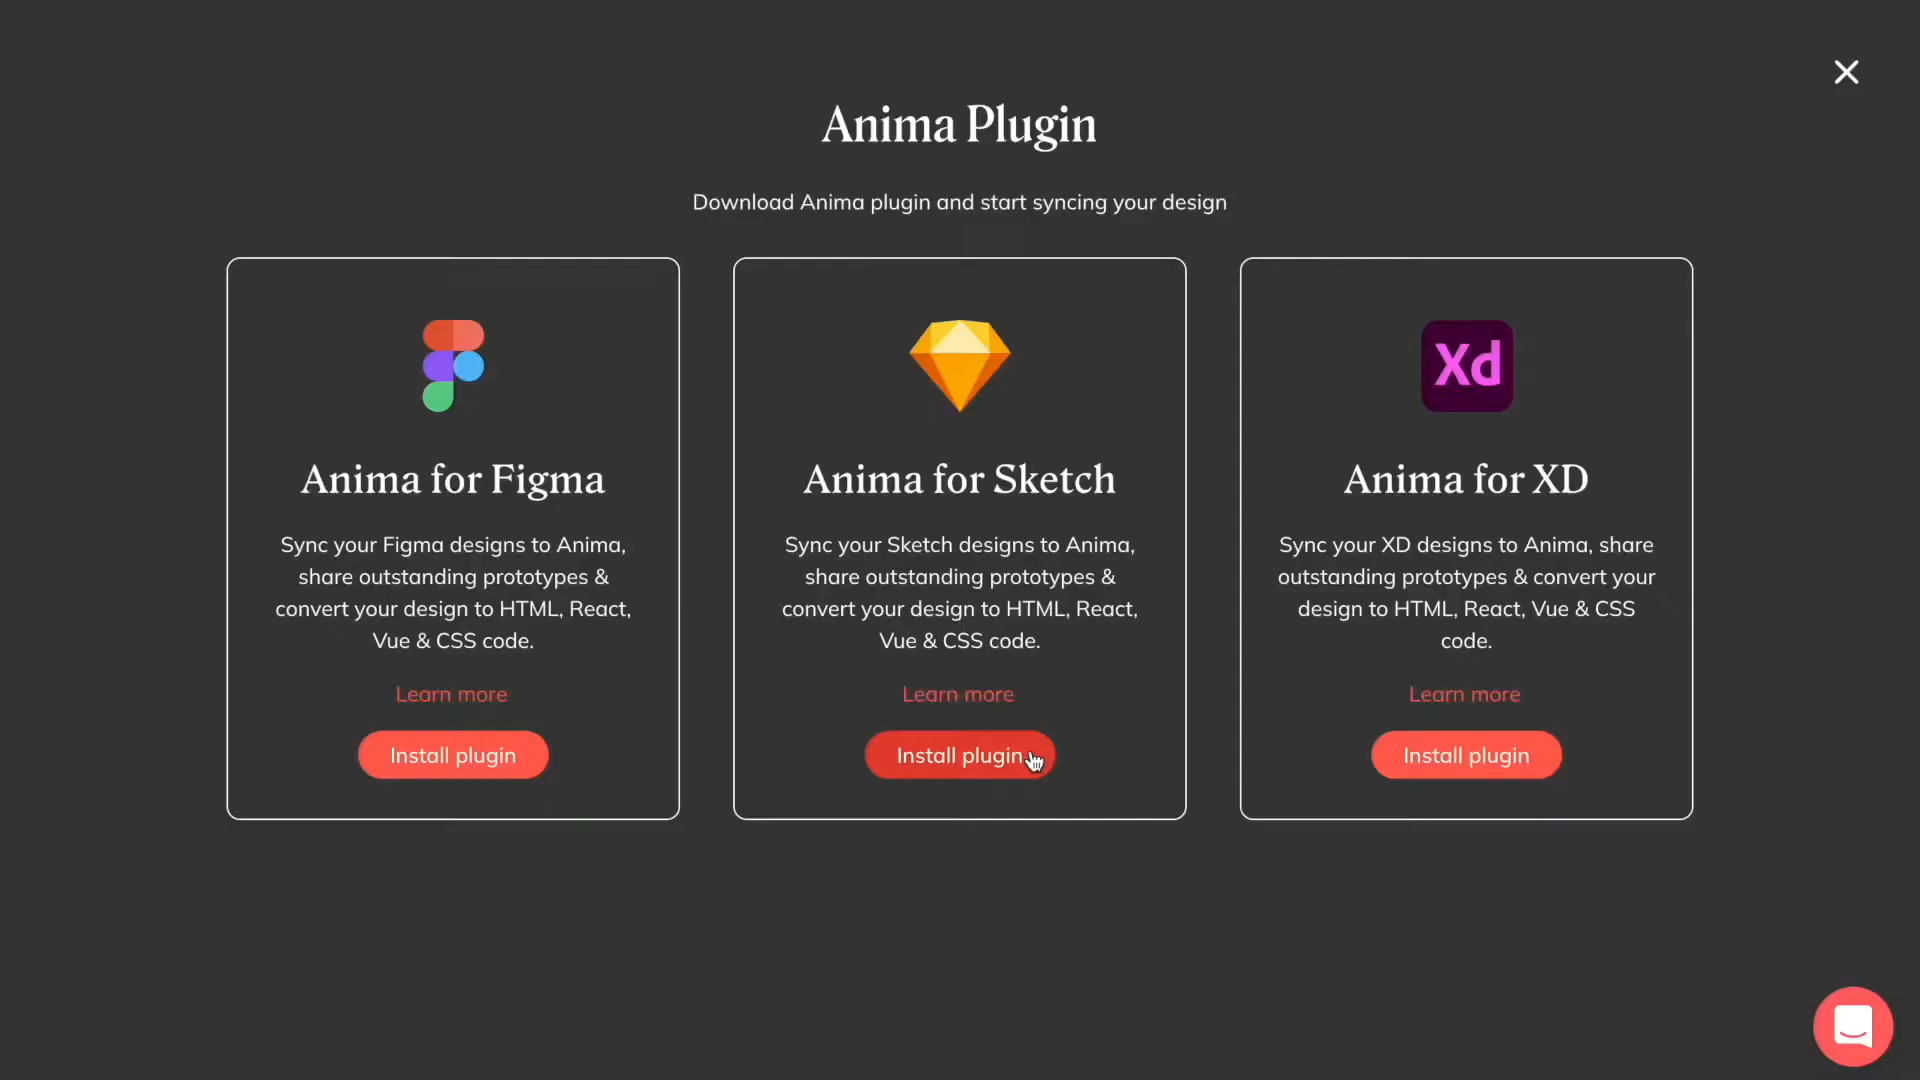 Anima Plugin
Download Anima plugin and start syncing your design
Anima for Figma
Sync your Figma designs to Anima,
share outstanding prototypes &
convert your design to HTML, React,
Vue & CSS code.
Learn more
Install plugin
Anima for Sketch
Sync your Sketch designs to Anima,
share outstanding prototypes &
convert your design to HTML, React,
Vue & CSS code.
Learn more
Install plugin
Xd
Anima for XD
Sync your XD designs to Anima, share
outstanding prototypes & convert your
design to HTML, React, Vue & CSS
code.
Learn more
Install plugin